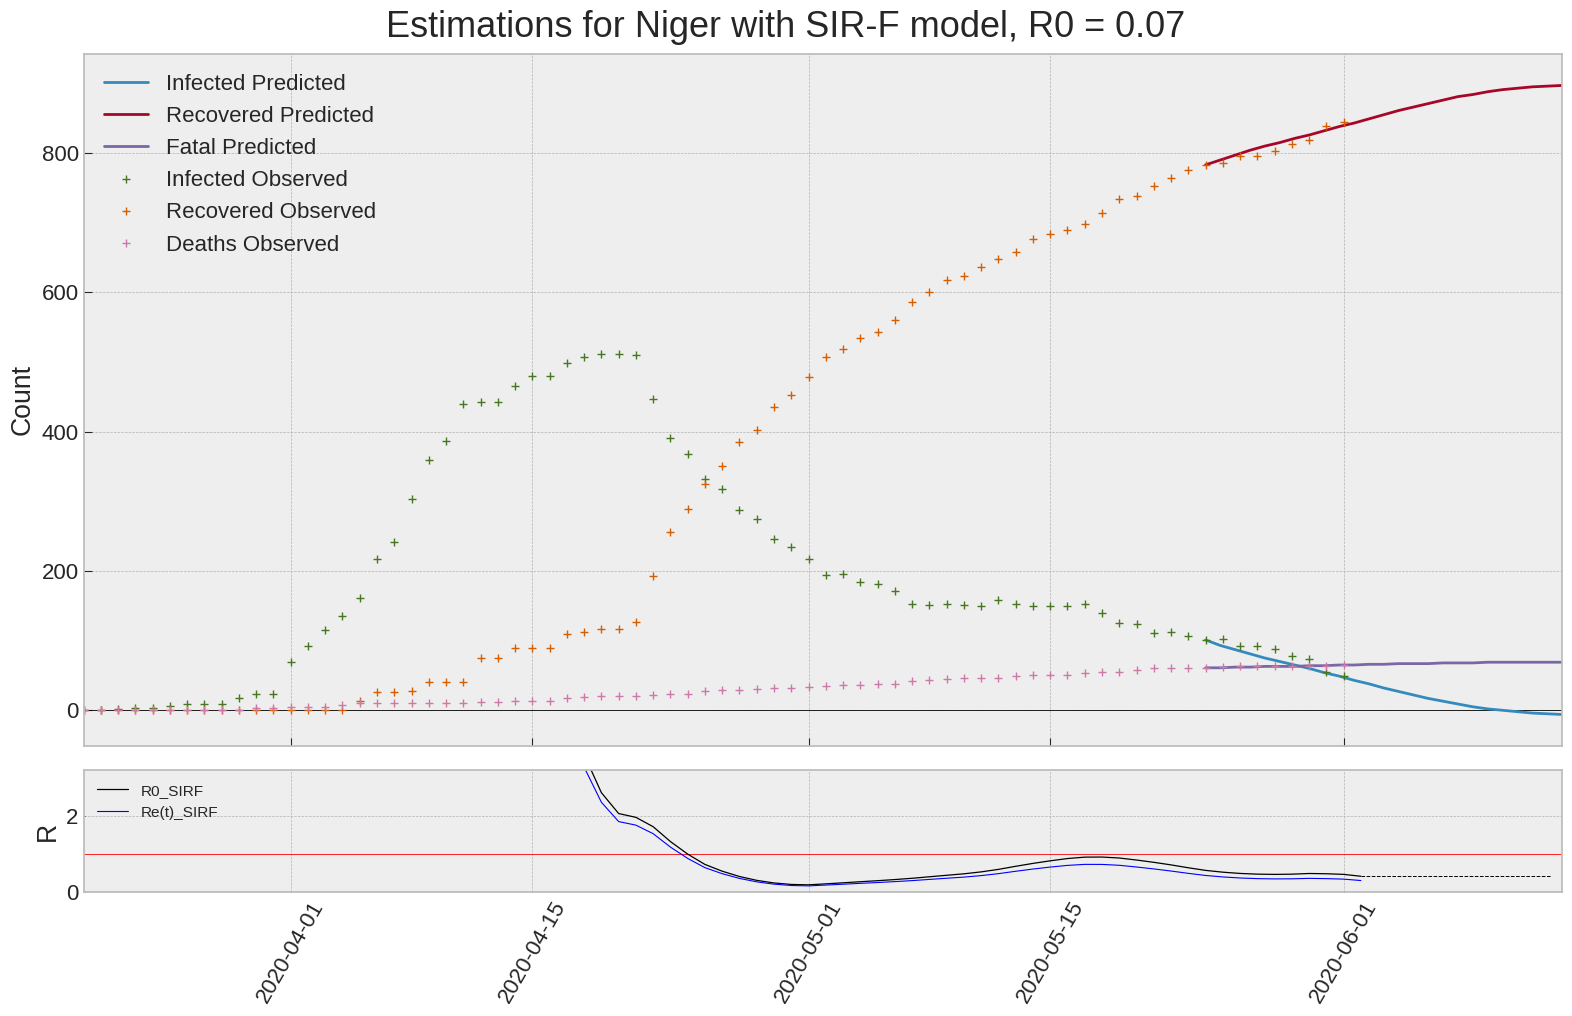 Estimations for Niger with SIR-F model, R0 = 0.07
Infected Predicted
Recovered Predicted
Fatal Predicted
Infected Observed
Recovered Observed
Deaths Observed
800
600
400
200
0
Count
R0_SIRF
Re(t)_SIRF
2
0
R
2020-04-01
2020-04-15
2020-05-01
2020-05-15
2020-06-01